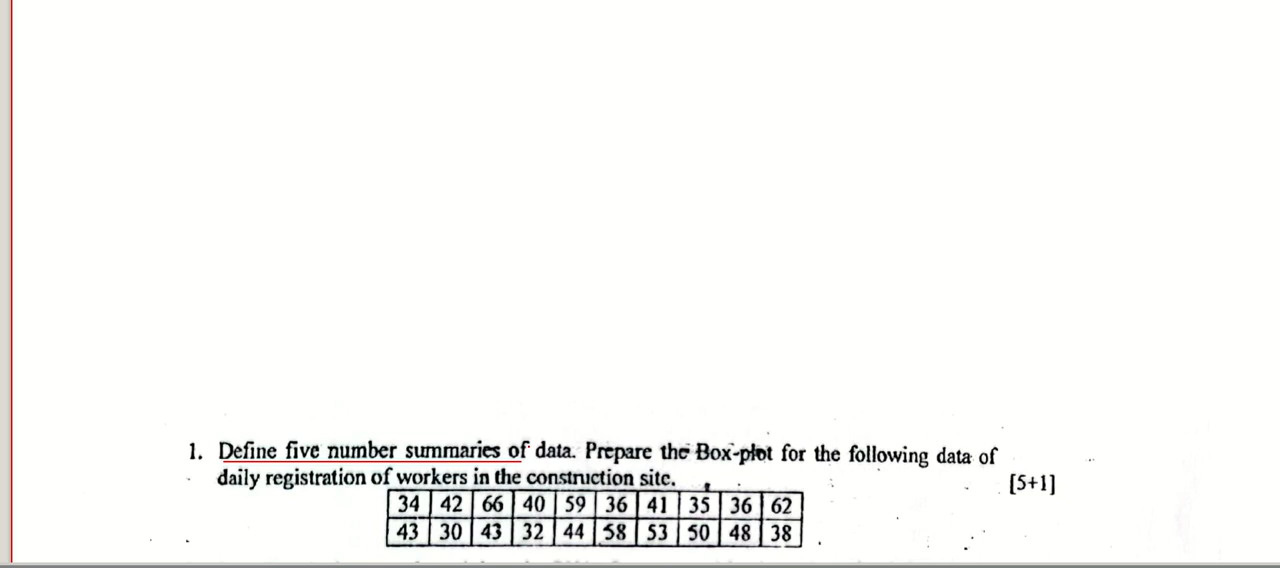 1. Define five number summaries of data. Prepare the Box-plot for the following data of
daily registration of workers in the construction site. [5+1]
34 42 66 40 59 36 41 35 36 62
43 30 43 32 44 58 53 50 48 38